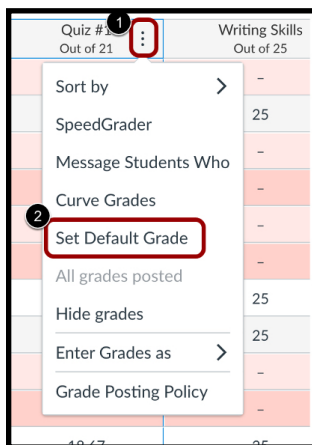 Quiz #1
Out of 21
1
Writing Skills
Out of 25
–
Sort by
SpeedGrader
25
Message Students Who
–
Curve Grades
–
2
Set Default Grade
–
All grades posted
–
Hide grades
25
Enter Grades as
25
–
Grade Posting Policy
–